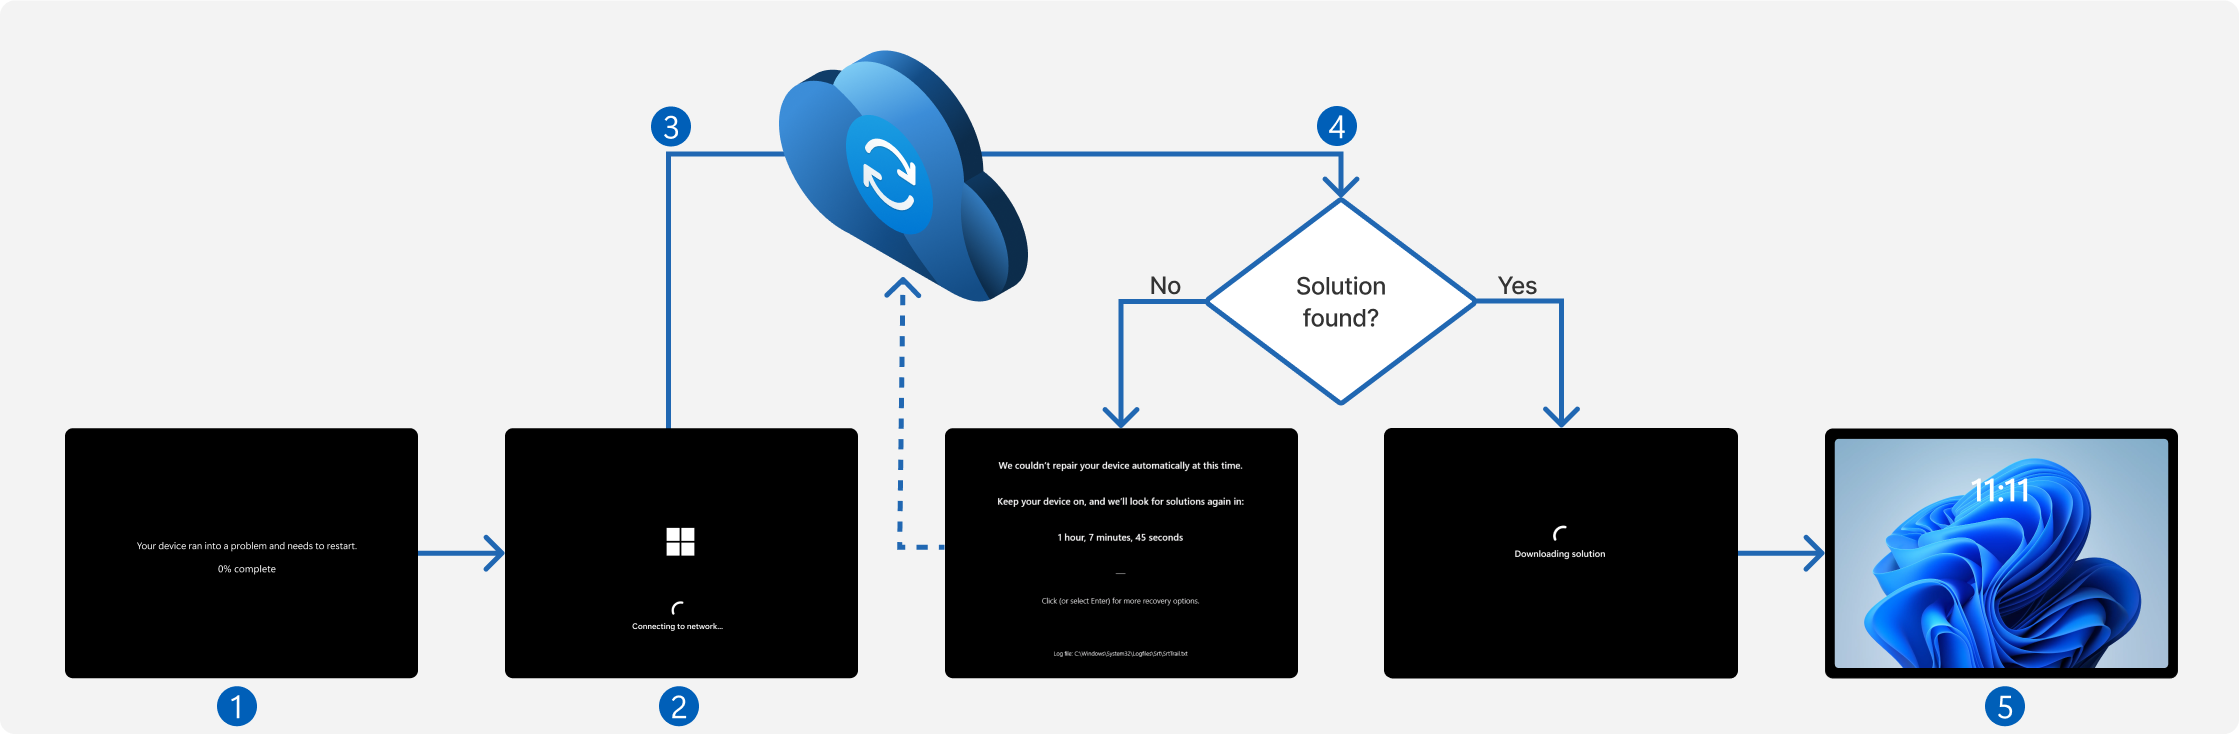 3
4
No
Solution
found?
Yes
Your device ran into a problem and needs to restart.
0% complete
Connecting to network...
We couldn't repair your device automatically at this time.
Keep your device on, and we'll look for solutions again in:
1 hour, 7 minutes, 45 seconds
Click (or select Enter) for more recovery options.
Log file: C:\Windows\System32\Logfiles\Srt\SrtTrail.txt
Downloading solution
11:11
1
2
5